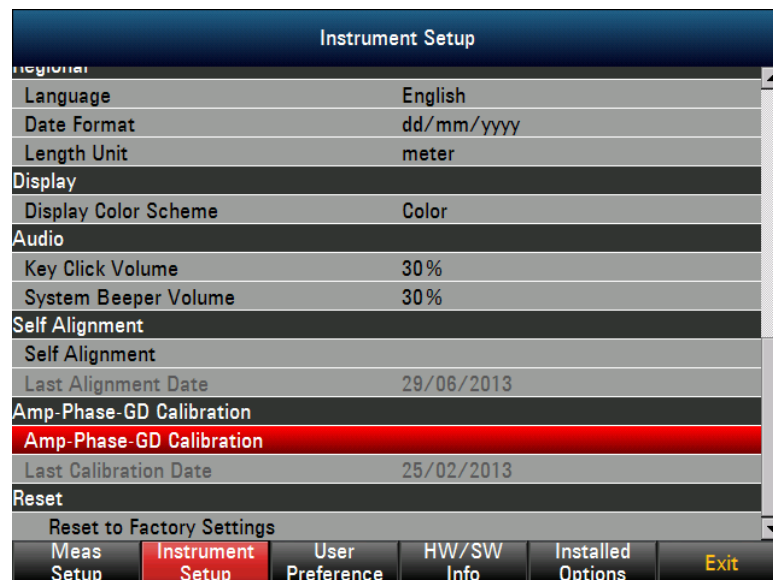 Instrument Setup
Regional
Language English
Date Format dd/mm/yyyy
Length Unit meter
Display
Display Color Scheme Color
Audio
Key Click Volume 30%
System Beeper Volume 30%
Self Alignment
Self Alignment
Last Alignment Date 29/06/2013
Amp-Phase-GD Calibration
Amp-Phase-GD Calibration
Last Calibration Date 25/02/2013
Reset
Reset to Factory Settings
Meas Setup Instrument Setup User Preference HW/SW Info Installed Options Exit